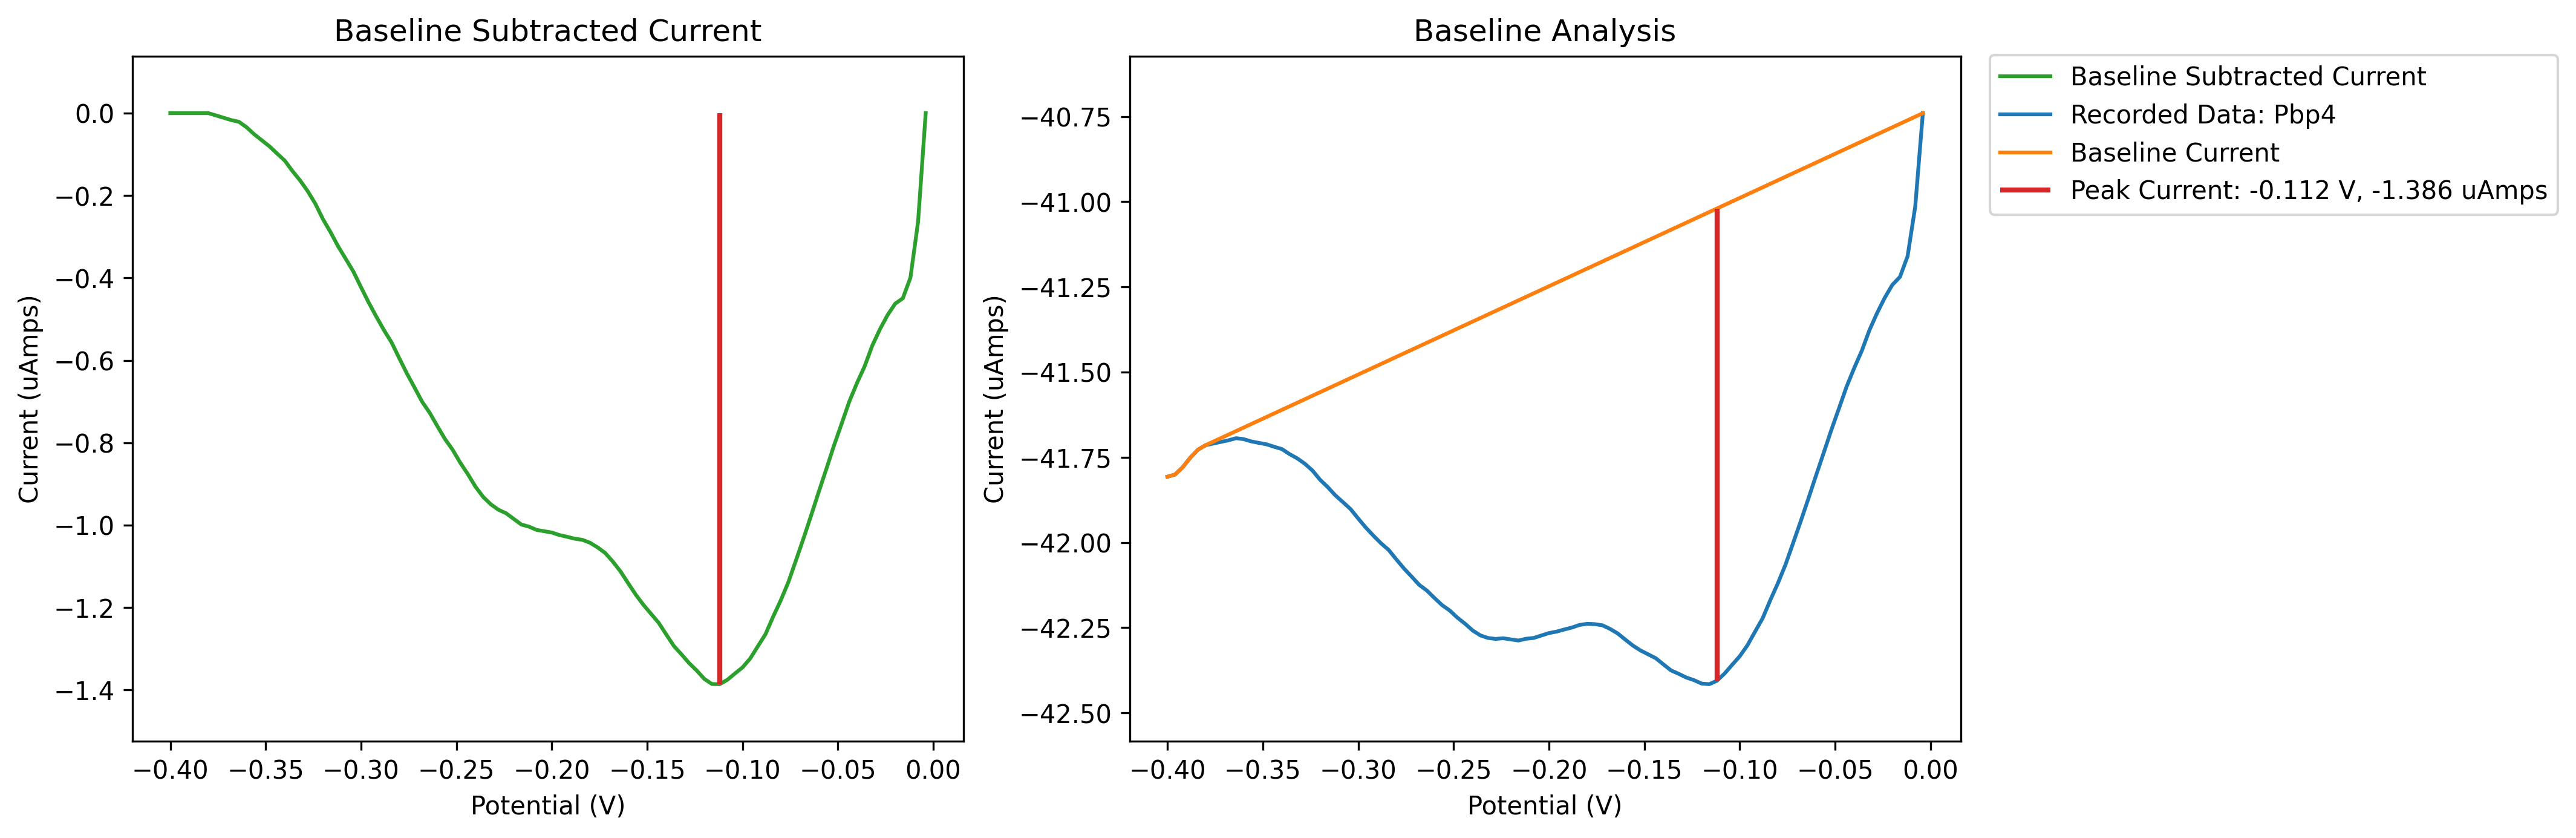 Baseline Subtracted Current
Current (uAmps)
0.0
−0.2
−0.4
−0.6
−0.8
−1.0
−1.2
−1.4
−0.40 −0.35 −0.30 −0.25 −0.20 −0.15 −0.10 −0.05 0.00
Potential (V)
Baseline Analysis
Current (uAmps)
−40.75
−41.00
−41.25
−41.50
−41.75
−42.00
−42.25
−42.50
−0.40 −0.35 −0.30 −0.25 −0.20 −0.15 −0.10 −0.05 0.00
Potential (V)
Baseline Subtracted Current
Recorded Data: Pbp4
Baseline Current
Peak Current: -0.112 V, -1.386 uAmps